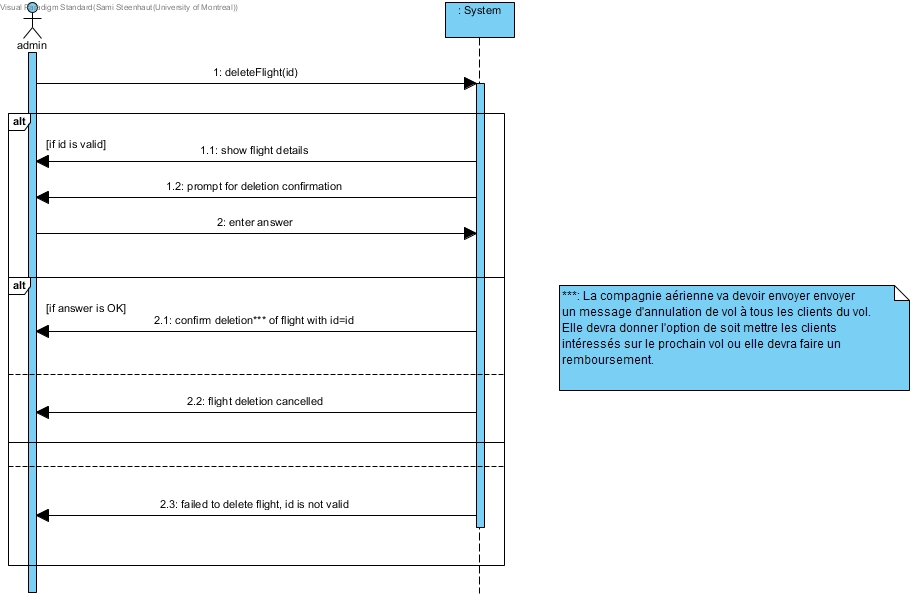 Visual Paradigm Standard(Sami Steenhaut(University of Montreal))
: System
admin
1: deleteFlight(id)
alt
[if id is valid]
1.1: show flight details
1.2: prompt for deletion confirmation
2: enter answer
alt
[if answer is OK]
2.1: confirm deletion*** of flight with id=id
2.2: flight deletion cancelled
2.3: failed to delete flight, id is not valid
***: La compagnie aérienne va devoir envoyer envoyer
un message d'annulation de vol à tous les clients du vol.
Elle devra donner l'option de soit mettre les clients
intéressés sur le prochain vol ou elle devra faire un
remboursement.